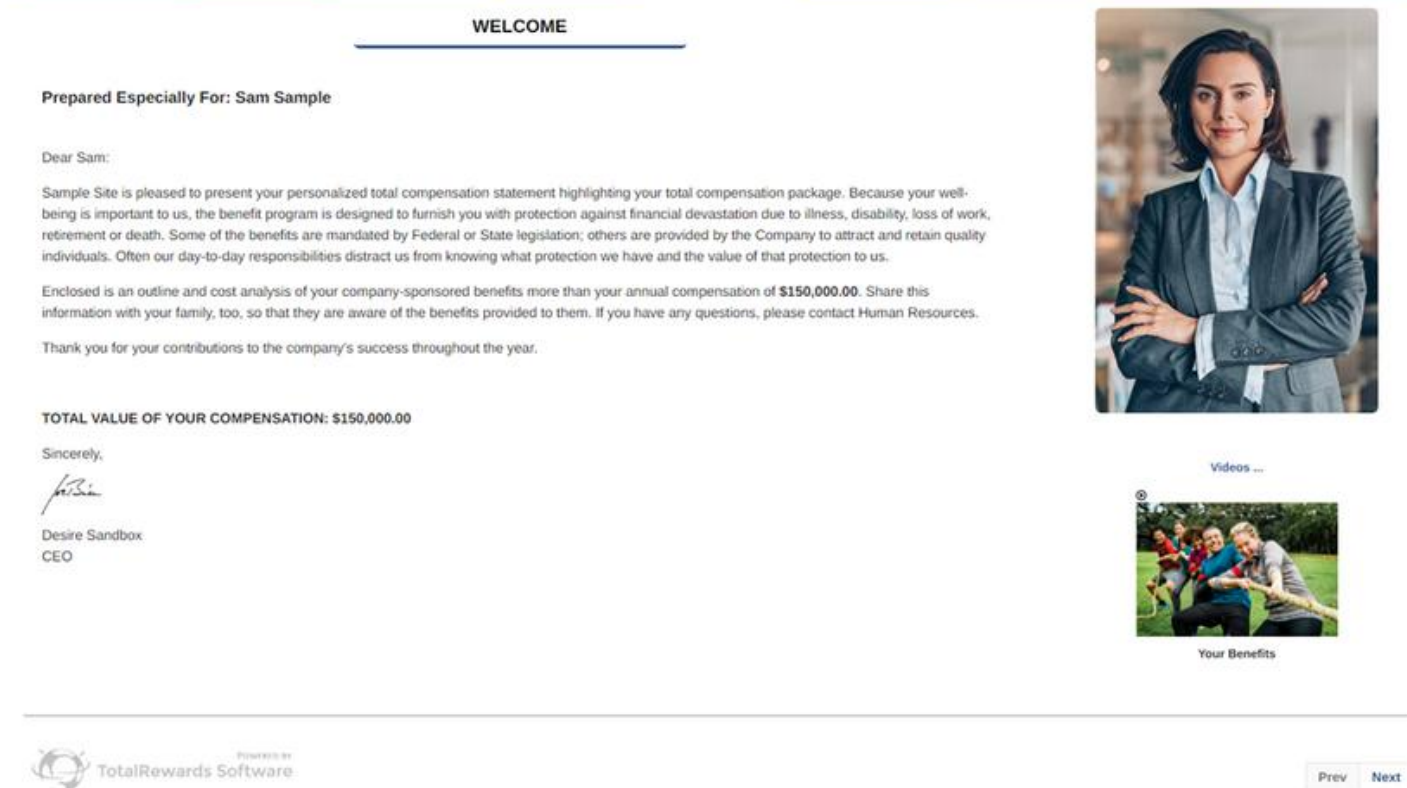 WELCOME
Prepared Especially For: Sam Sample
Dear Sam:
Sample Site is pleased to present your personalized total compensation statement highlighting your total compensation package. Because your well-
being is important to us, the benefit program is designed to furnish you with protection against financial devastation due to illness, disability, loss of work,
retirement or death. Some of the benefits are mandated by Federal or State legislation; others are provided by the Company to attract and retain quality
individuals. Often our day-to-day responsibilities distract us from knowing what protection we have and the value of that protection to us.
Enclosed is an outline and cost analysis of your company-sponsored benefits more than your annual compensation of $150,000.00. Share this
information with your family, too, so that they are aware of the benefits provided to them. If you have any questions, please contact Human Resources.
Thank you for your contributions to the company's success throughout the year.
TOTAL VALUE OF YOUR COMPENSATION: $150,000.00
Sincerely,
Desire Sandbox
CEO
Videos ...
Your Benefits
POWERED BY
TotalRewards Software
Prev Next